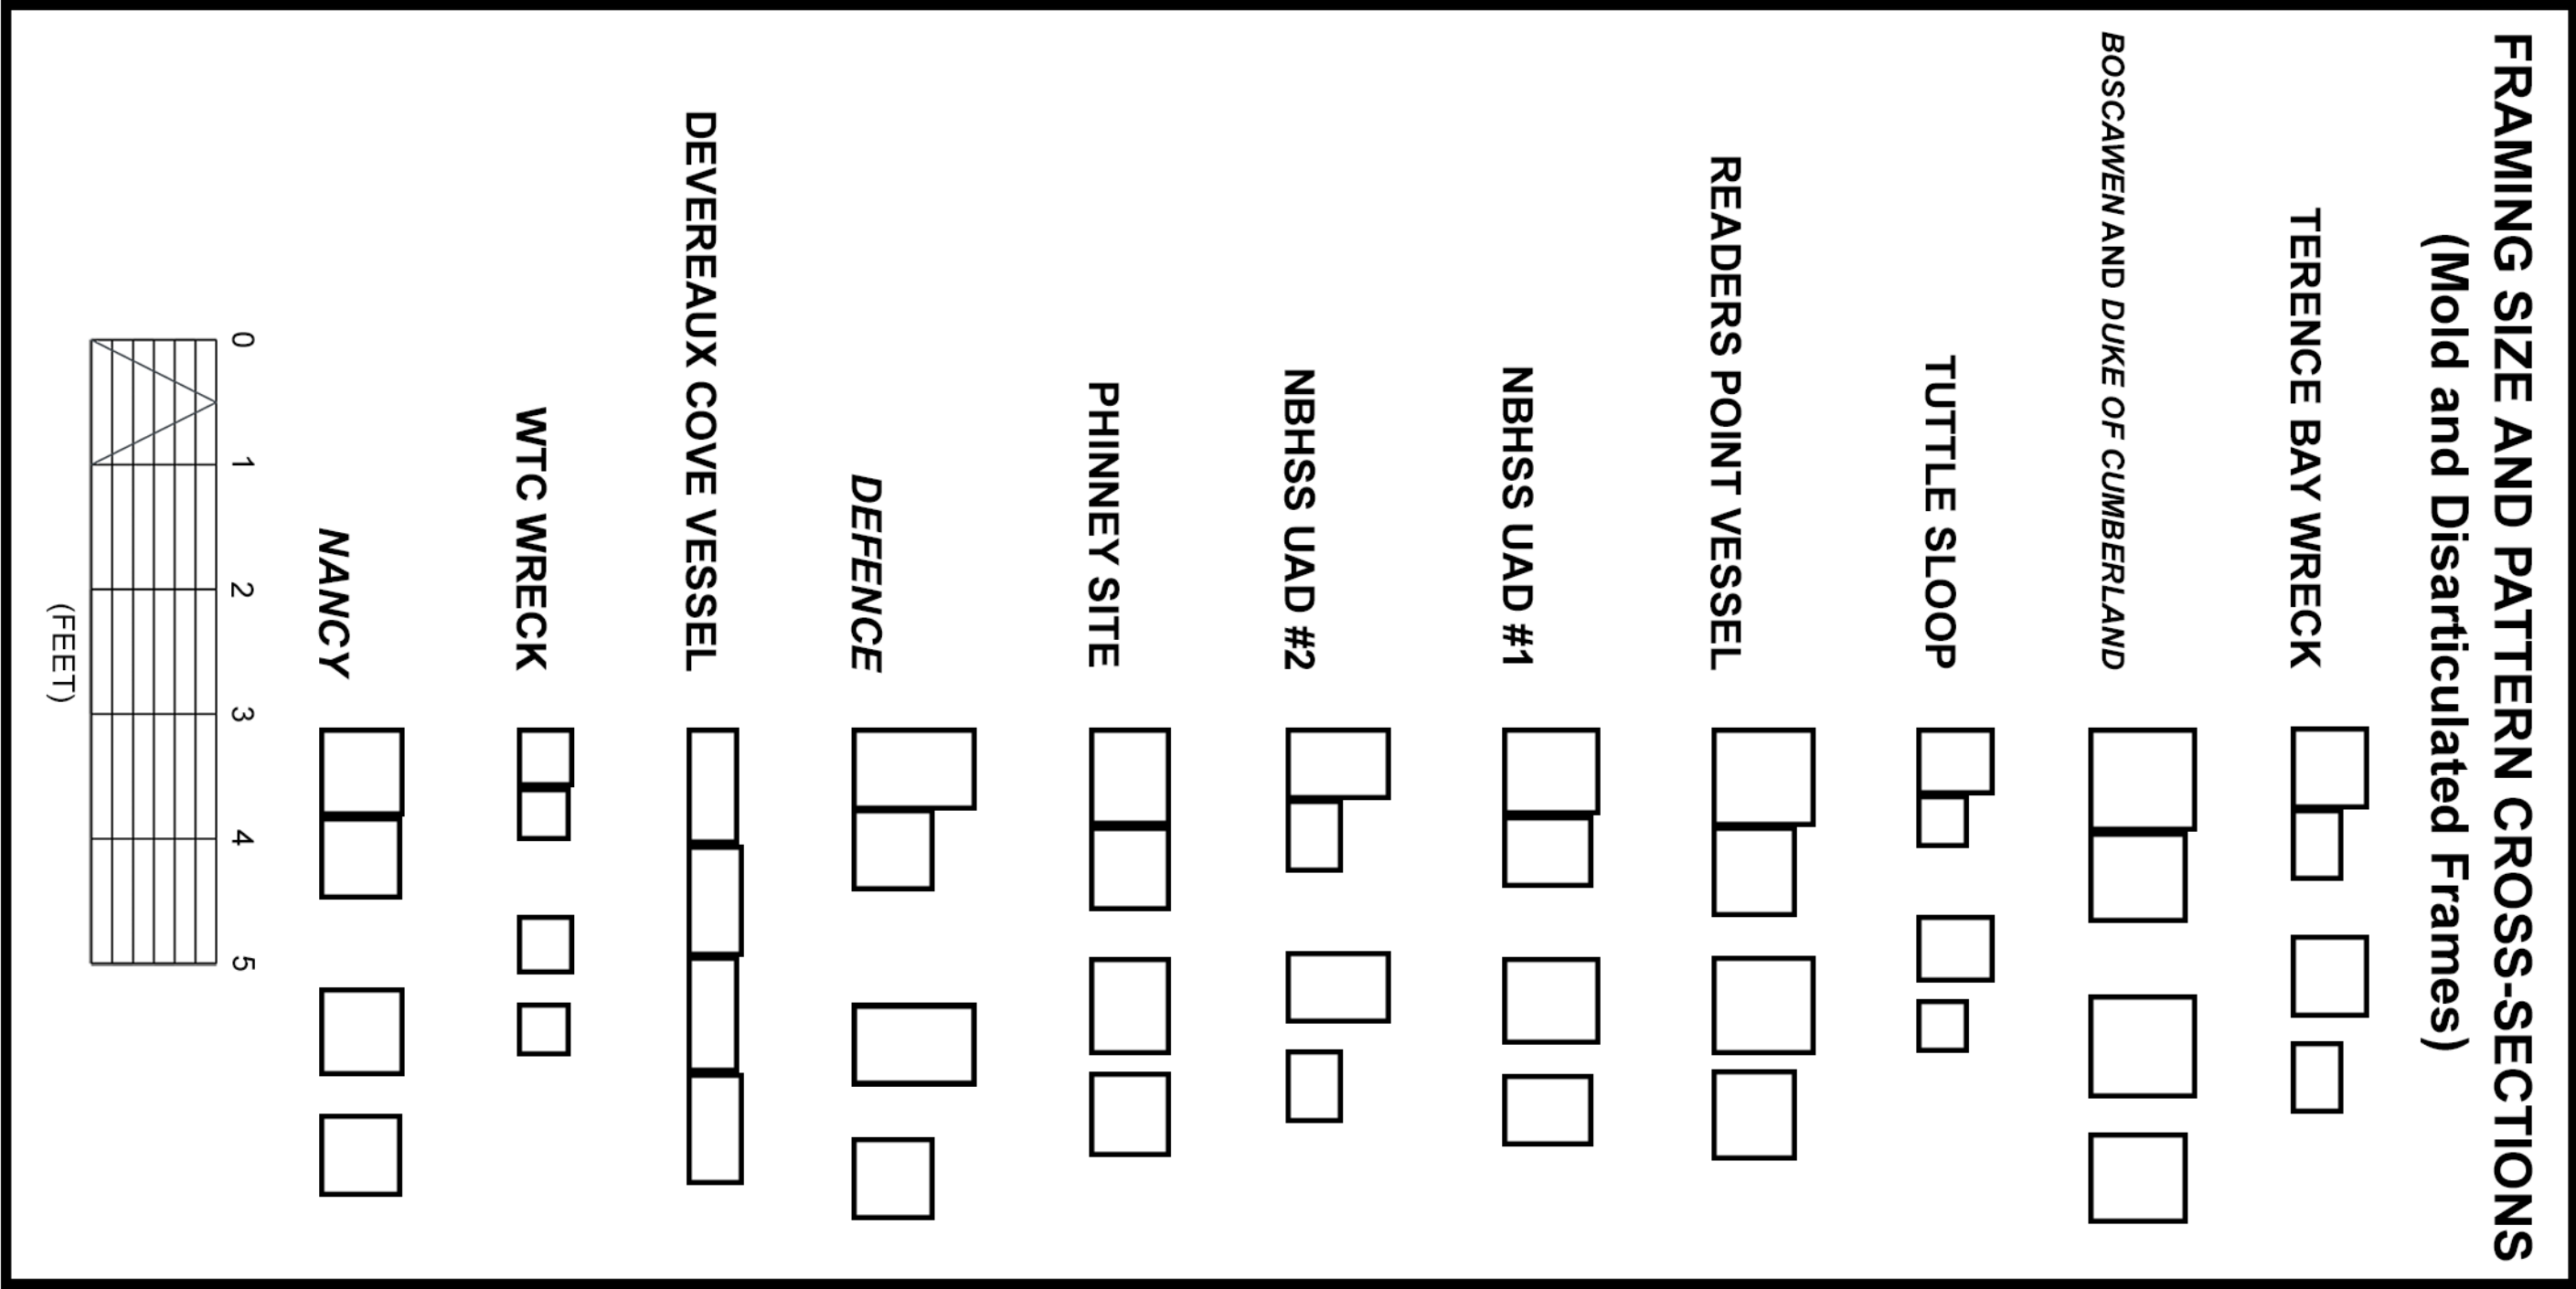 FRAMING SIZE AND PATTERN CROSS-SECTIONS
(Mold and Disarticulated Frames)
TERENCE BAY WRECK
BOSCAWEN AND DUKE OF CUMBERLAND
TUTTLE SLOOP
READERS POINT VESSEL
NBHSS UAD #1
NBHSS UAD #2
PHINNEY SITE
DEFENCE
DEVEREAUX COVE VESSEL
WTC WRECK
NANCY
0 1 2 3 4 5
(FEET)